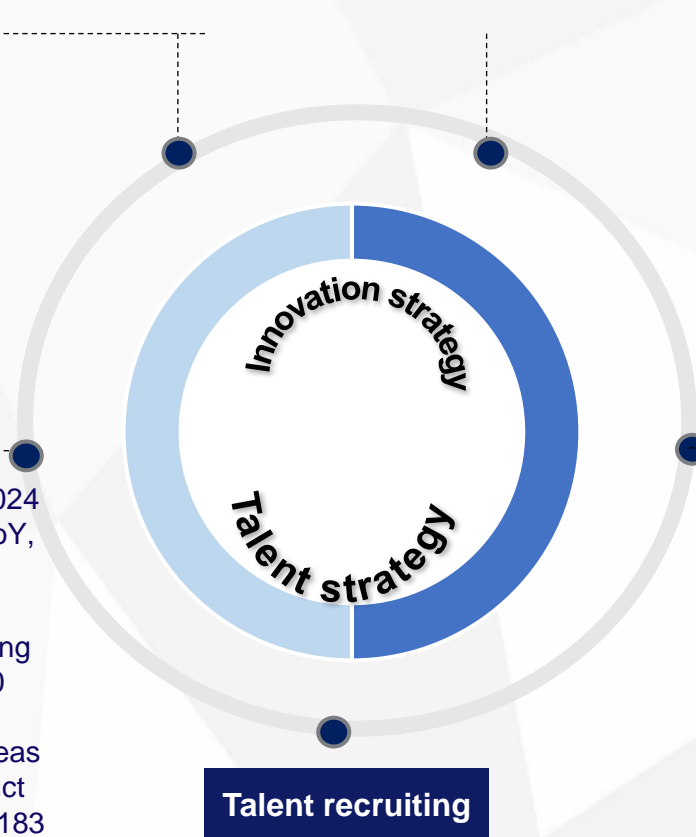 Innovation strategy
Talent strategy
024
oY,
ng
0
eas
ct
183
Talent recruiting